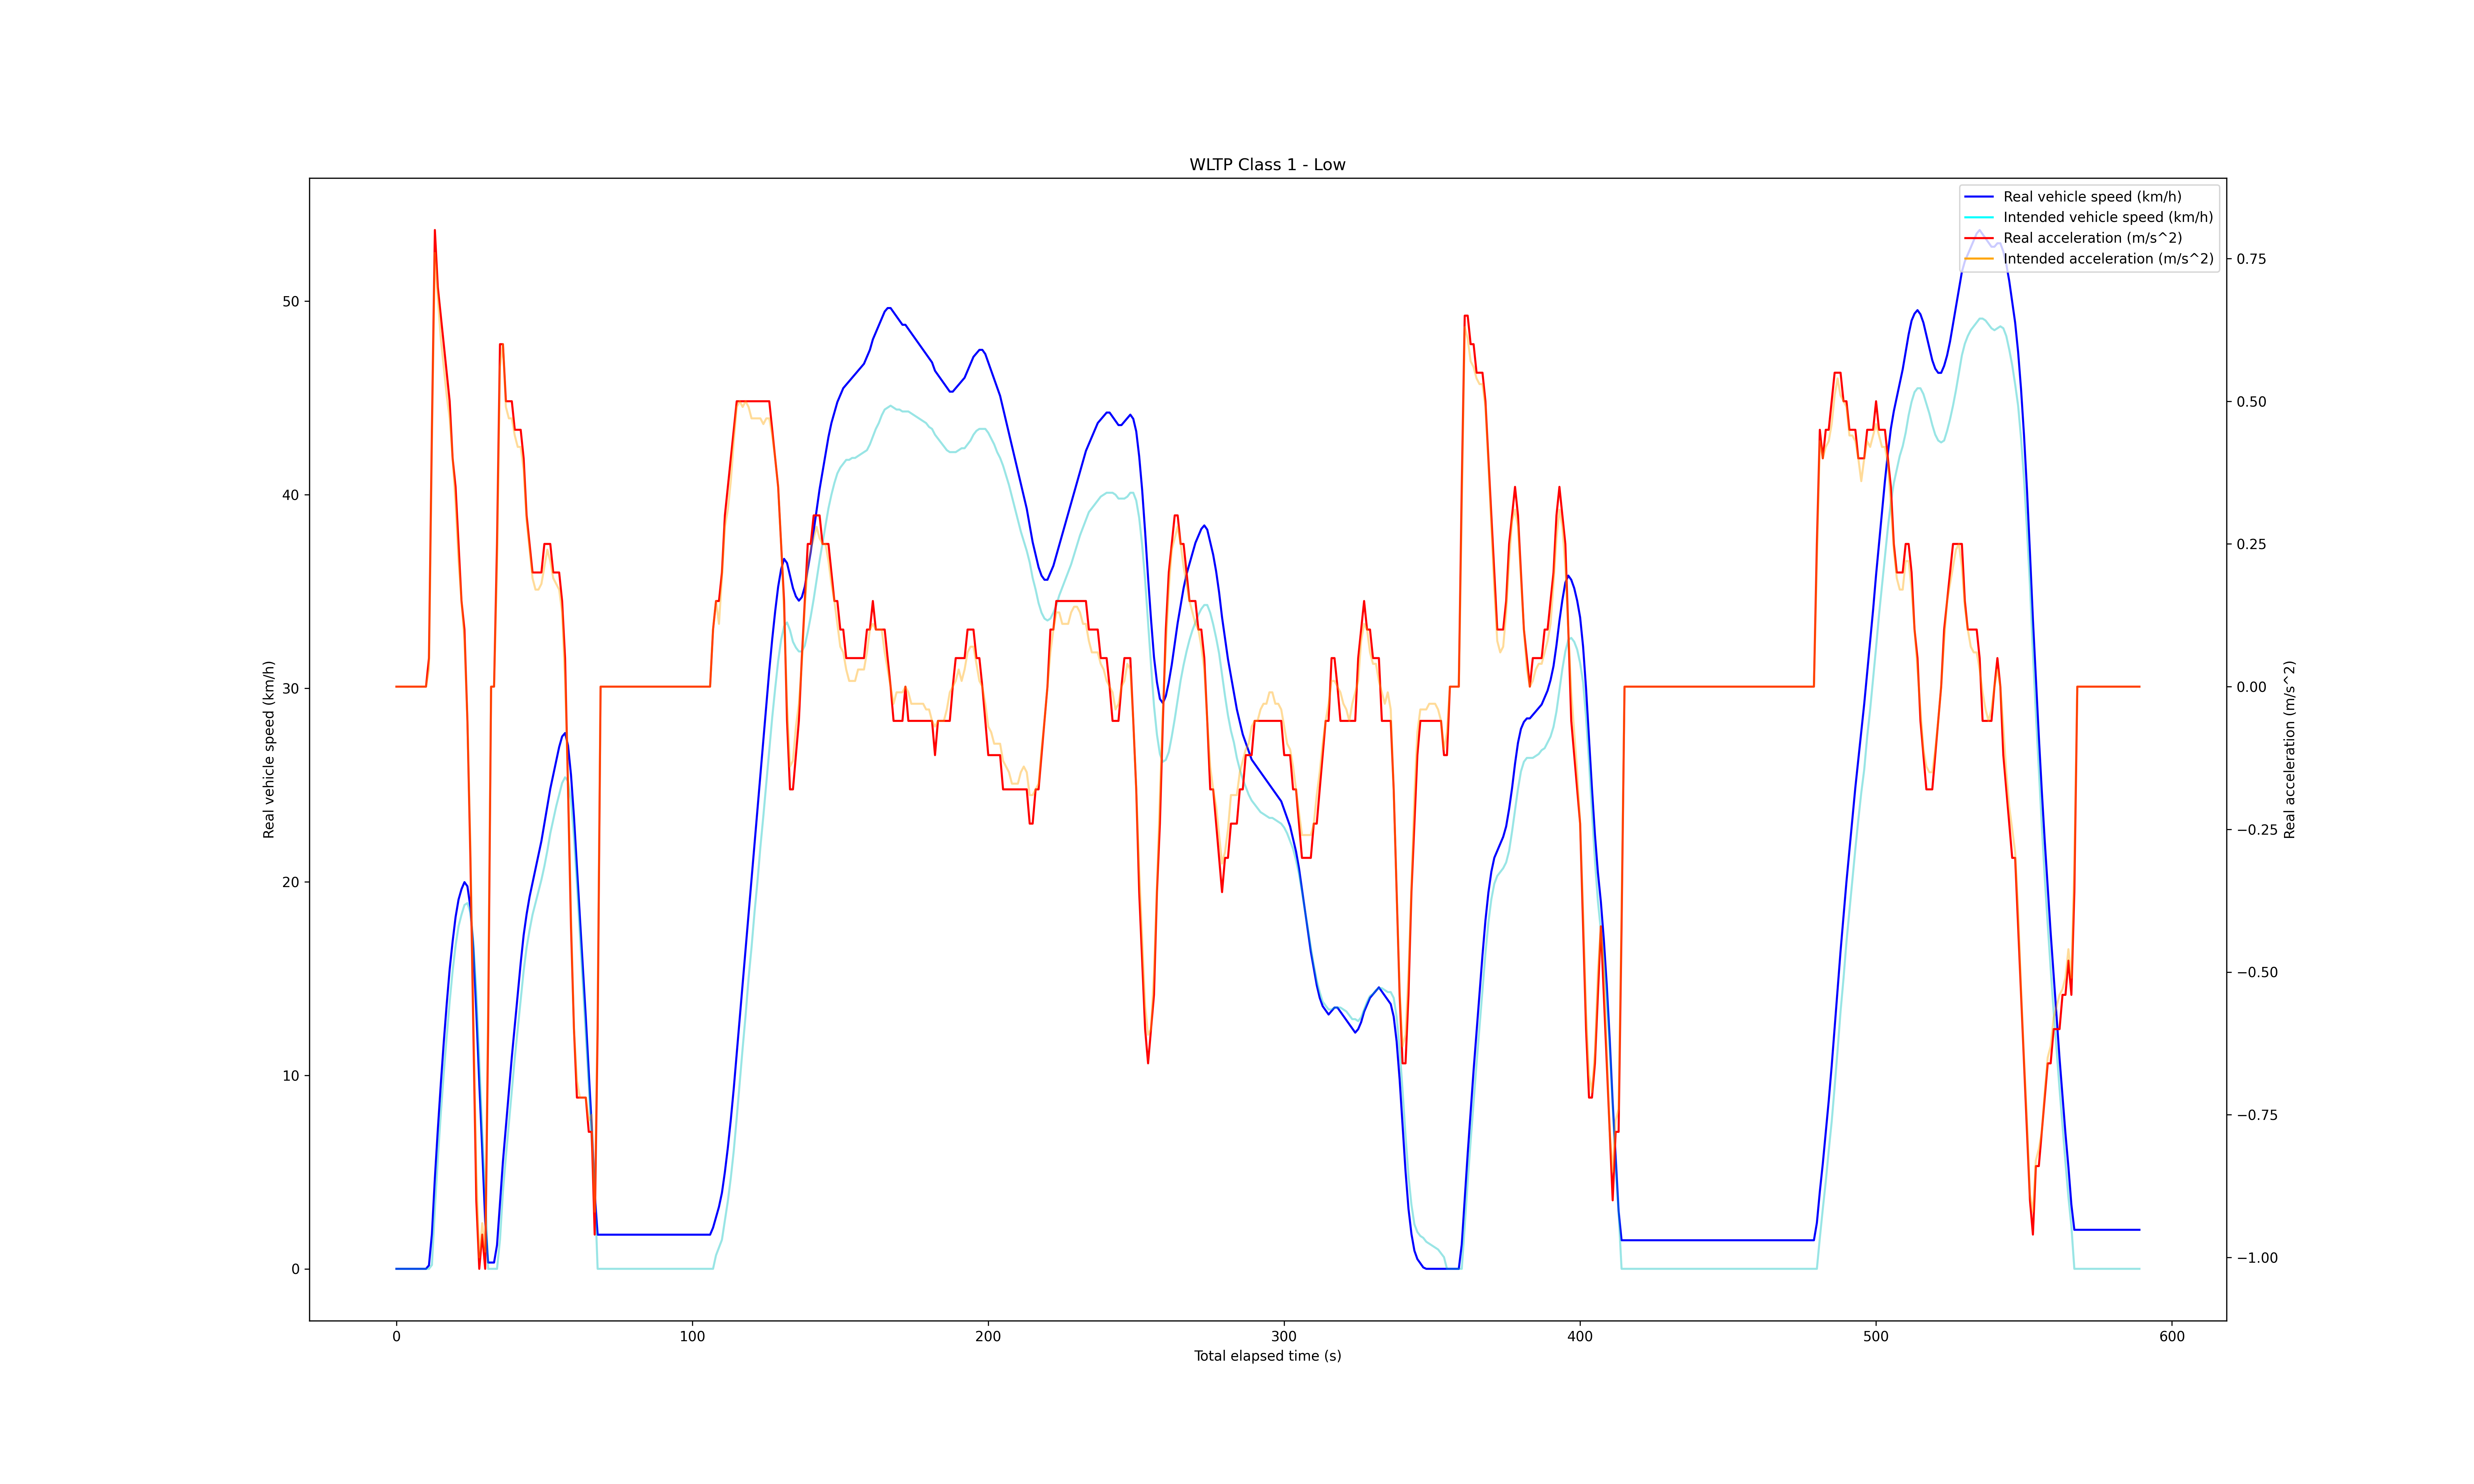 WLTP Class 1 - Low
Real vehicle speed (km/h)
Intended vehicle speed (km/h)
Real acceleration (m/s^2)
Intended acceleration (m/s^2)
50
40
30
20
10
0
Real vehicle speed (km/h)
0.75
0.50
0.25
0.00
−0.25
−0.50
−0.75
−1.00
Real acceleration (m/s^2)
0 100 200 300 400 500 600
Total elapsed time (s)